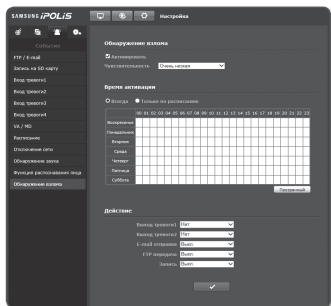 SAMSUNG iPOLiS
Настройка
События
FTP / E-mail
Запись на SD карту
Вход тревоги1
Вход тревоги2
Вход тревоги3
Вход тревоги4
VA / MD
Расписание
Отключение сети
Обнаружение звука
Функция распознавания лица
Обнаружение взлома
Обнаружение взлома
Активировать
Чувствительность Очень низкая
Время активации
Всегда Только по расписанию
00 01 02 03 04 05 06 07 08 09 10 11 12 13 14 15 16 17 18 19 20 21 22 23
Воскресенье
Понедельник
Вторник
Среда
Четверг
Пятница
Суббота
Прозрачный
Действие
Выход тревоги1 Нет
Выход тревоги2 Нет
E-mail отправка Выкл
FTP передача Выкл
Запись Выкл